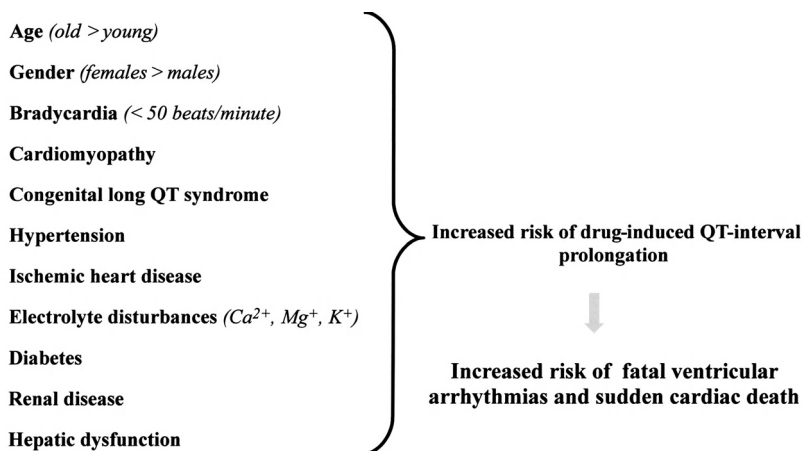 Age (old > young)
Gender (females > males)
Bradycardia (< 50 beats/minute)
Cardiomyopathy
Congenital long QT syndrome
Hypertension
Ischemic heart disease
Electrolyte disturbances (Ca²⁺, Mg⁺, K⁺)
Diabetes
Renal disease
Hepatic dysfunction
Increased risk of drug-induced QT-interval
prolongation
Increased risk of fatal ventricular
arrhythmias and sudden cardiac death